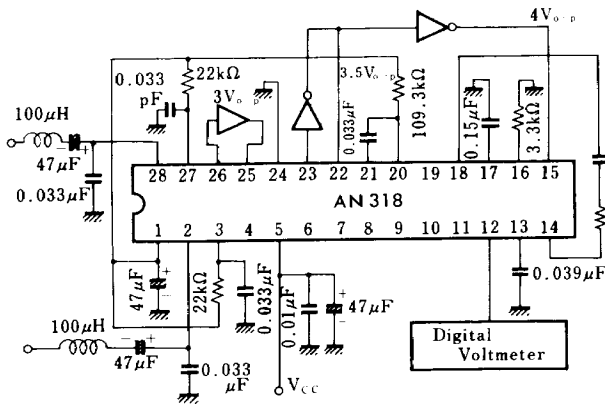 4V₀₋ₚ
0.033
pF
22kΩ
3.5V₀₋ₚ
100μH
3V₀₋ₚ
0.033μF
109.3kΩ
0.15μF
3.3kΩ
47μF
0.033μF
28 27 26 25 24 23 22 21 20 19 18 17 16 15
AN318
1 2 3 4 5 6 7 8 9 10 11 12 13 14
47μF
22kΩ
0.033μF
0.01μF
47μF
0.039μF
100μH
47μF
0.033
μF
V_CC
Digital
Voltmeter